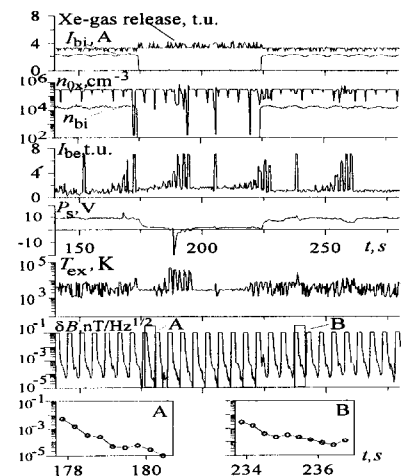 Xe-gas release, t.u.
8
I_bi, A
4
0
10^6
n_0x, cm^-3
10^4
n_bi
10^2
8
I_be t.u.
4
0
P_s, V
10
-10
150 200 250 t, s
10^5
T_ex, K
10^3
10^-1
δB, nT/Hz^1/2 A B
10^-3
10^-5
10^-1
A B
10^-3
10^-5
178 180 234 236 t, s